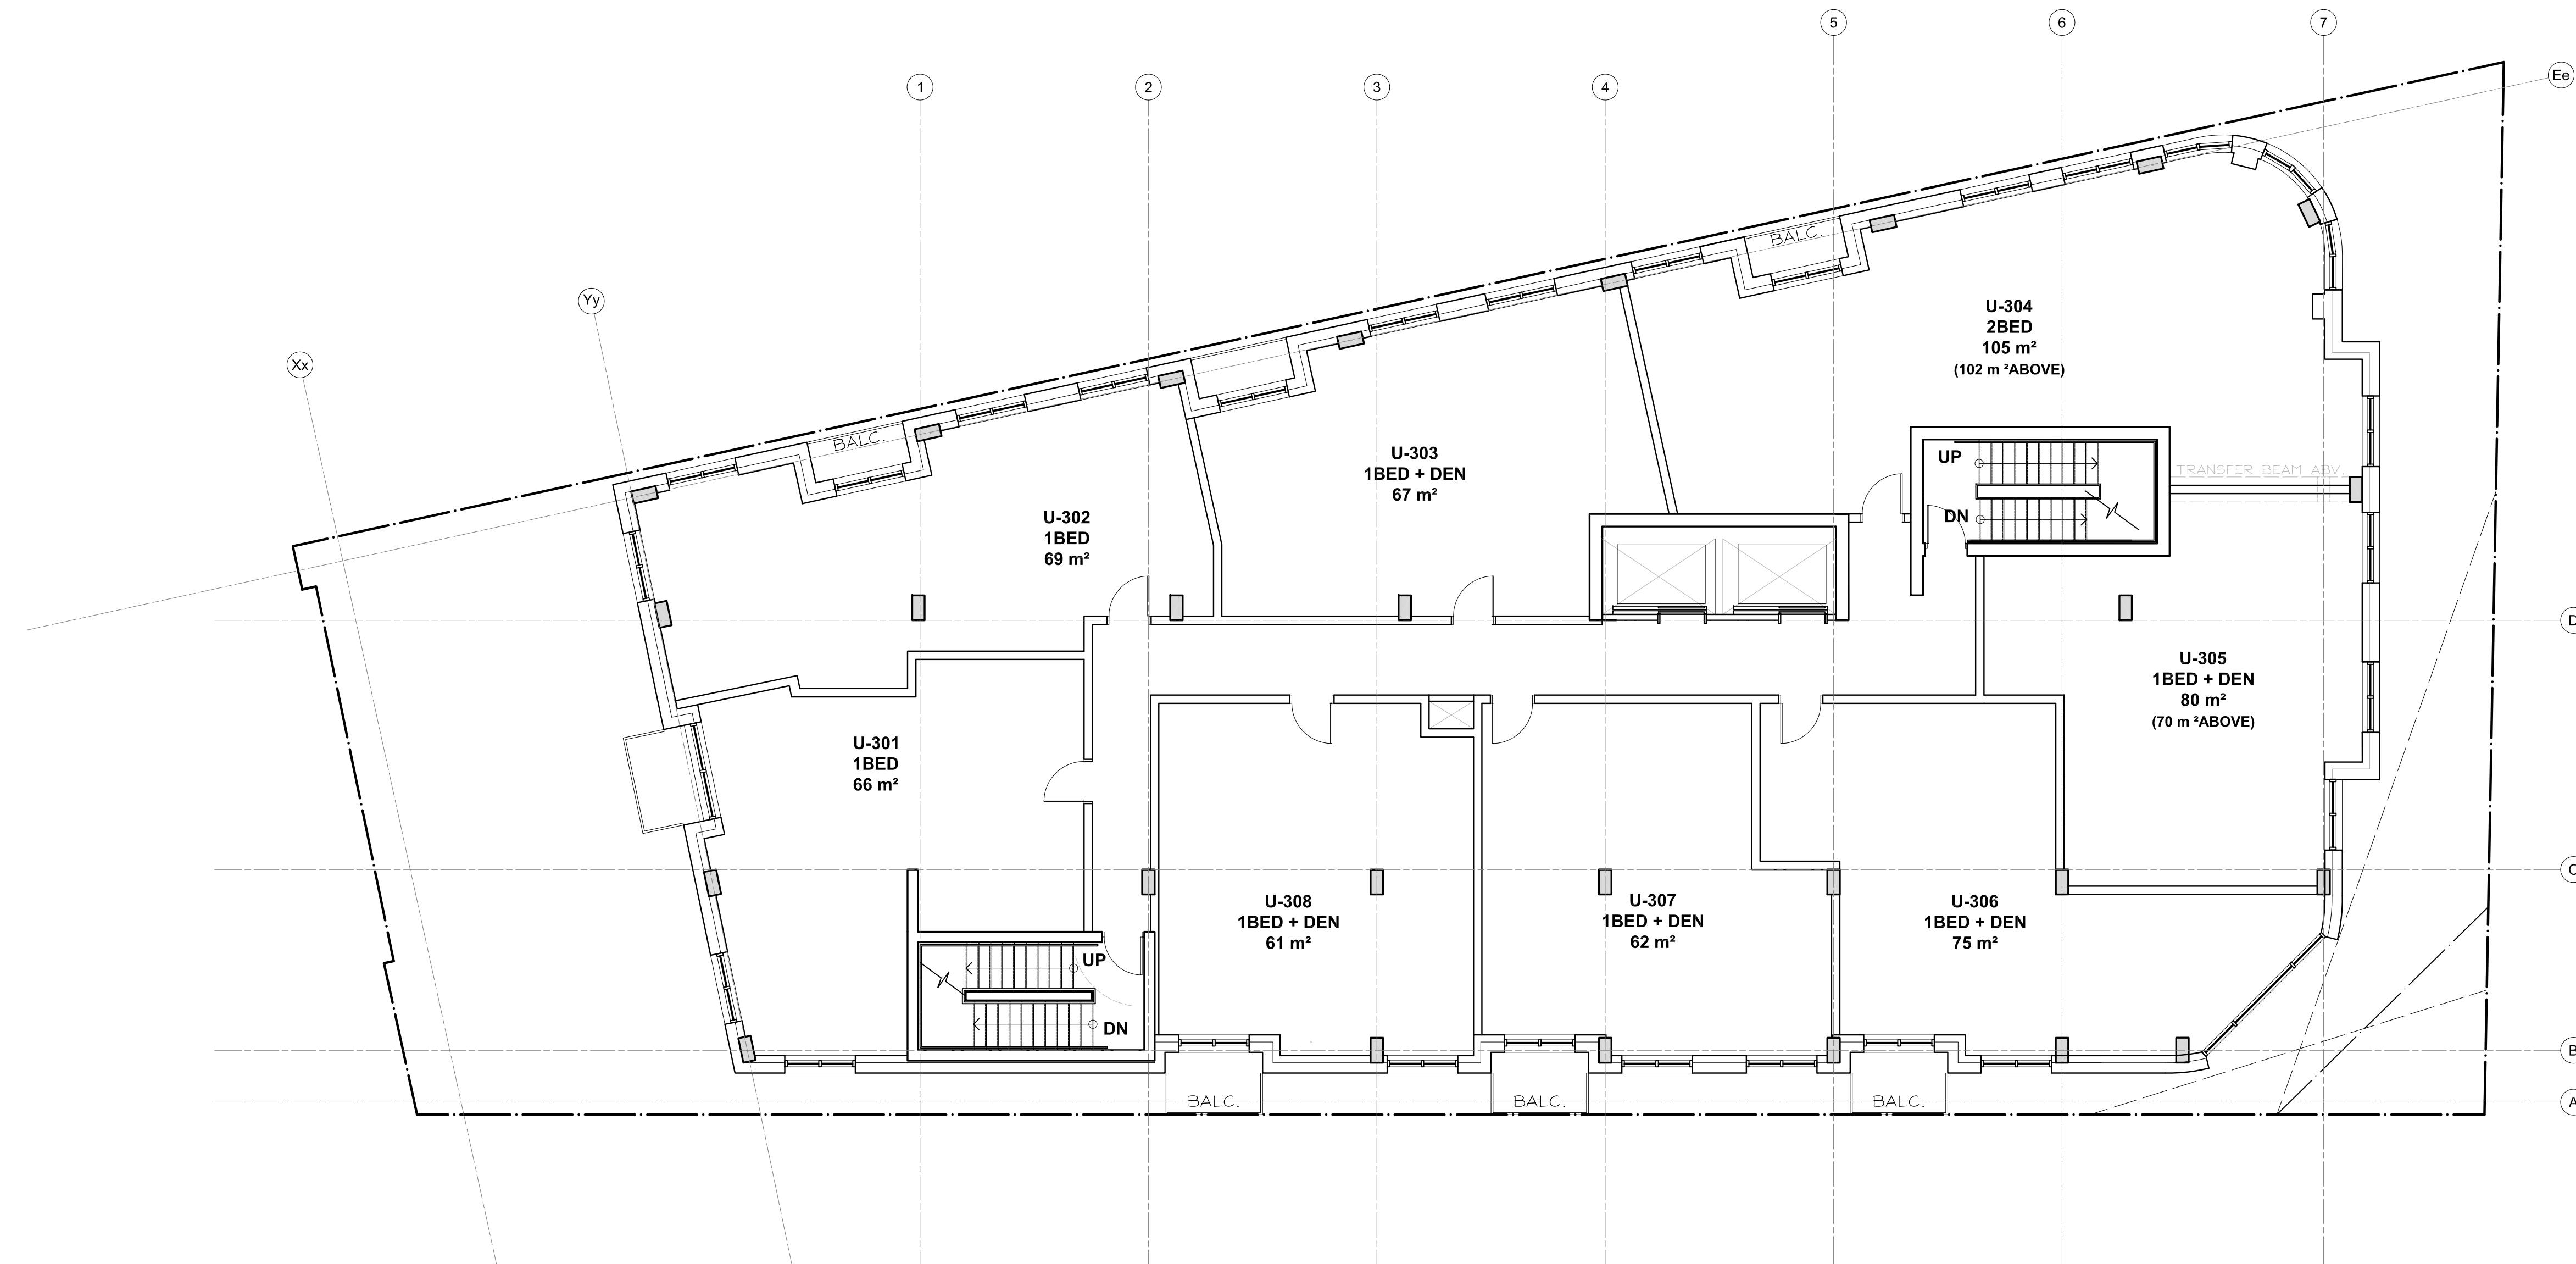 5
6
7
Ee
1
2
3
4
Yy
Xx
BALC.
BALC.
U-304
2BED
105 m²
(102 m ²ABOVE)
U-303
1BED + DEN
67 m²
U-302
1BED
69 m²
UP
DN
TRANSFER BEAM ABV.
D
U-305
1BED + DEN
80 m²
(70 m ²ABOVE)
U-301
1BED
66 m²
C
U-308
1BED + DEN
61 m²
U-307
1BED + DEN
62 m²
U-306
1BED + DEN
75 m²
UP
DN
B
BALC.
BALC.
BALC.
A